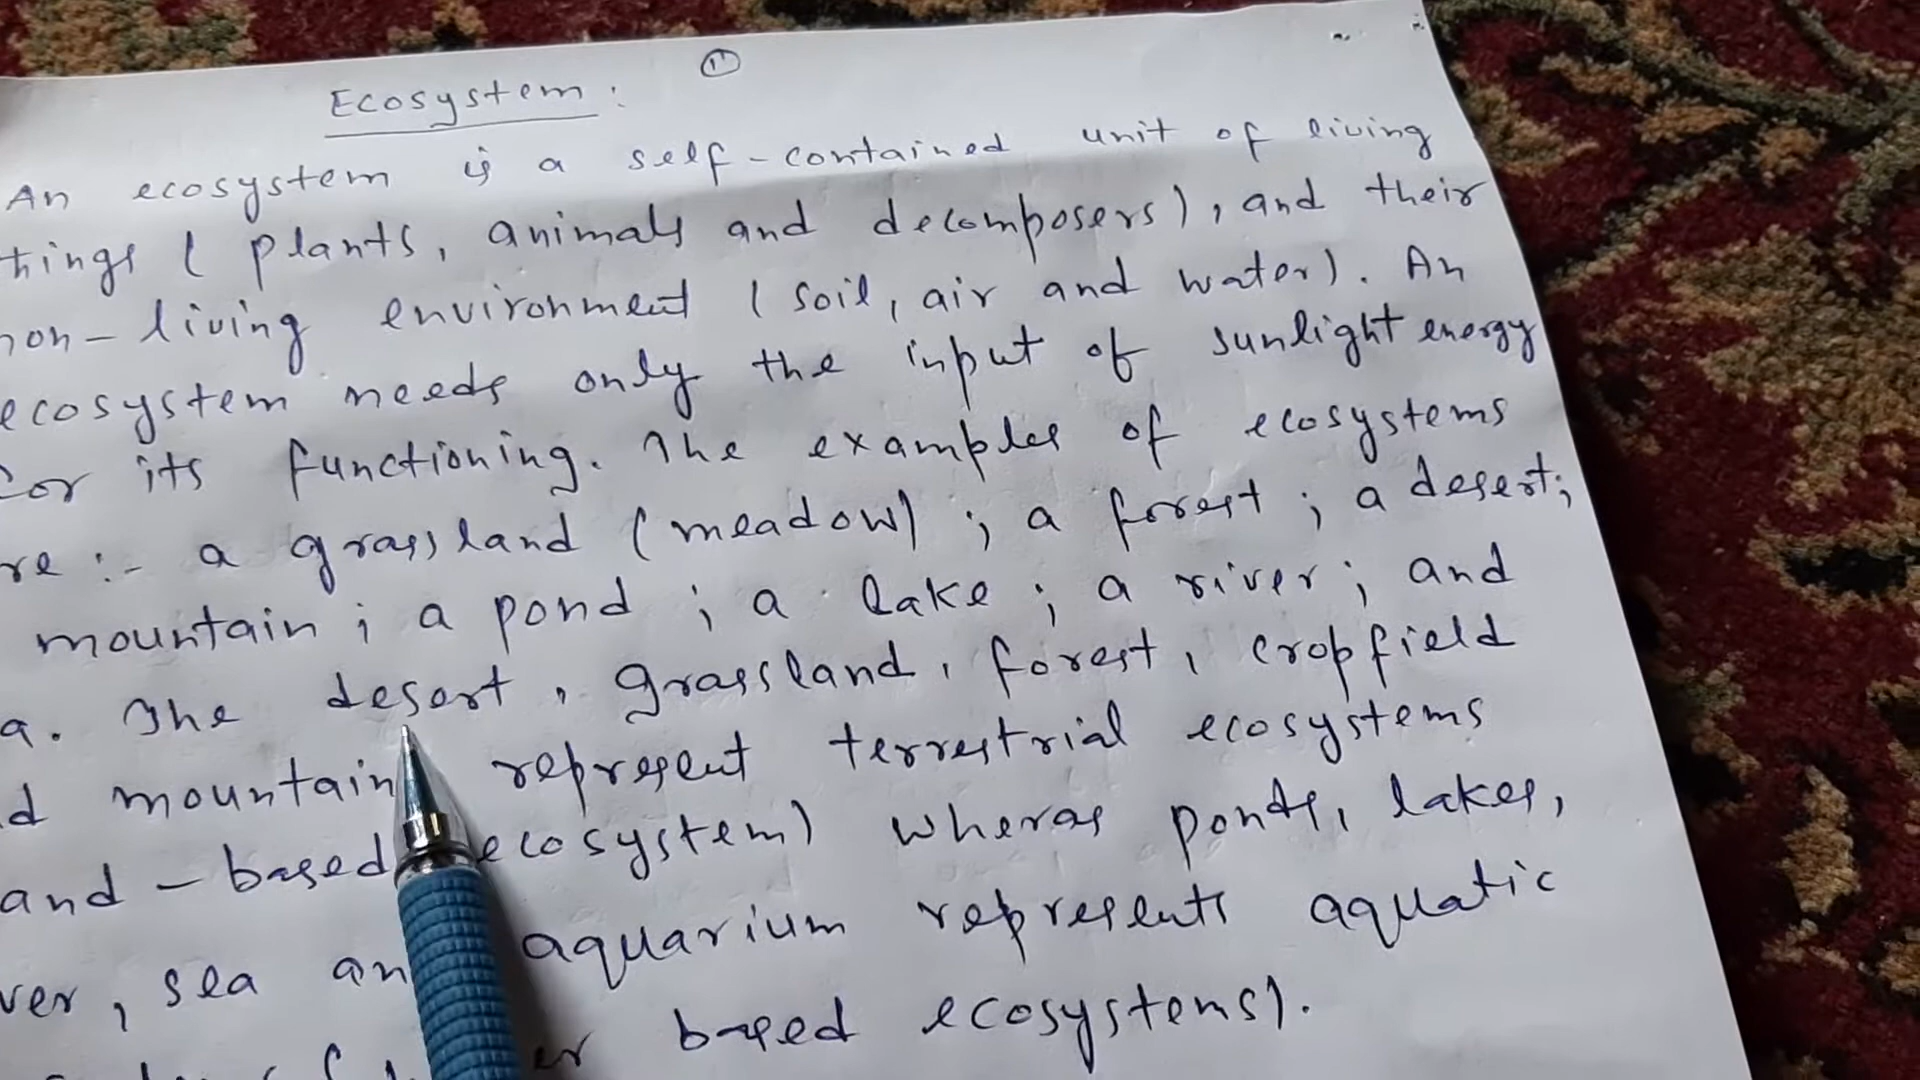 Ecosystem :
An ecosystem is a self-contained unit of living
things ( plants, animals and decomposers), and their
non-living environment ( soil, air and water). An
ecosystem needs only the input of sunlight energy
for its functioning. The examples of ecosystems
re :- a grassland (meadow) ; a forest ; a desert;
mountain ; a pond ; a lake ; a river ; and
a. The desert, grassland, forest, cropfield
d mountain represent terrestrial ecosystems
and-based ecosystem) wheras ponds, lakes,
ver, sea an aquarium represents aquatic
er based ecosystems).